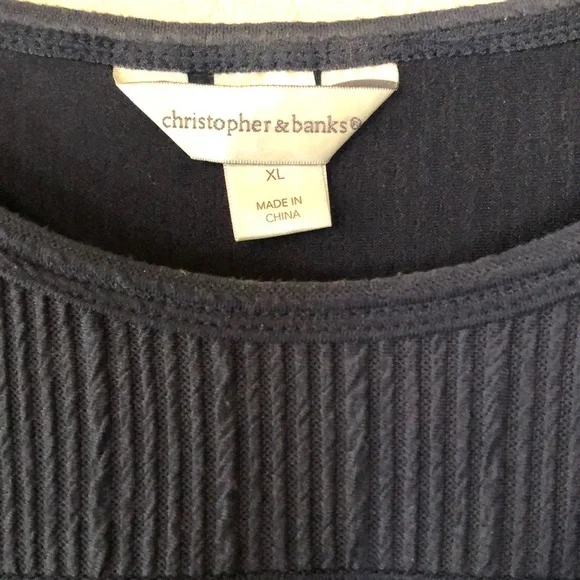 christopher & banks®
XL
MADE IN
CHINA